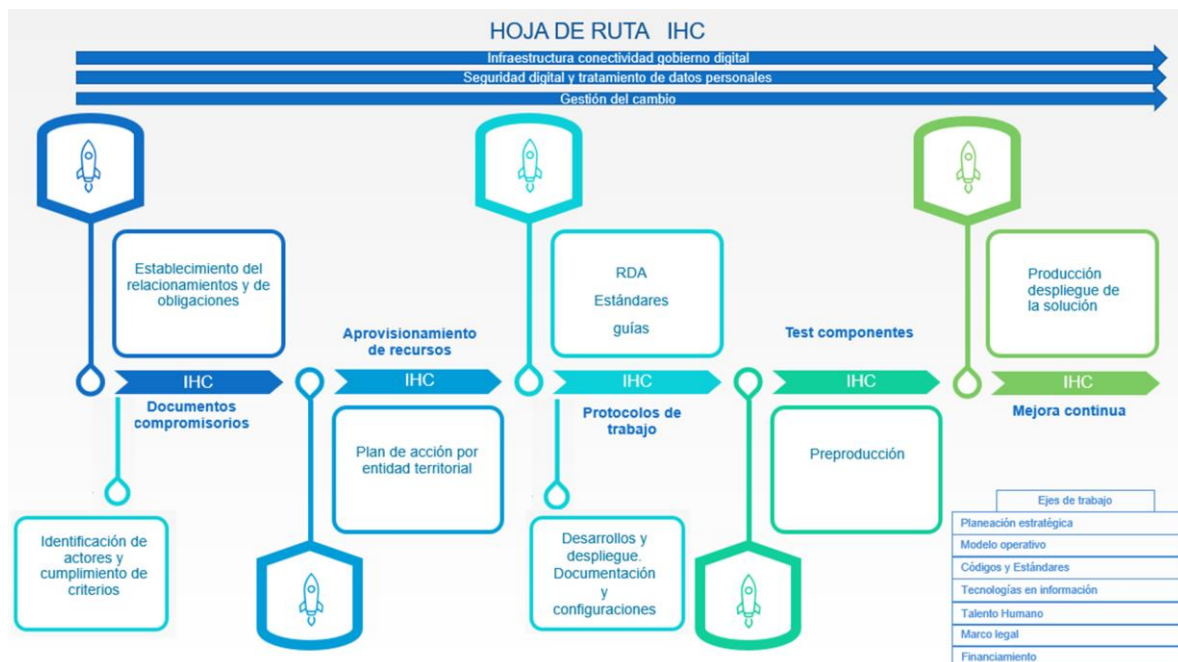 HOJA DE RUTA IHC
Infraestructura conectividad gobierno digital
Seguridad digital y tratamiento de datos personales
Gestión del cambio
Establecimiento del
relacionamientos y de
obligaciones
IHC
Documentos
compromisorios
Identificación de
actores y
cumplimiento de
criterios
Aprovisionamiento
de recursos
IHC
Plan de acción por
entidad territorial
RDA
Estándares
guías
IHC
Protocolos de
trabajo
Desarrollos y
despliegue.
Documentación
y
configuraciones
Test componentes
IHC
Preproducción
Producción
despliegue de
la solución
IHC
Mejora continua
Ejes de trabajo
Planeación estratégica
Modelo operativo
Códigos y Estándares
Tecnologías en información
Talento Humano
Marco legal
Financiamiento